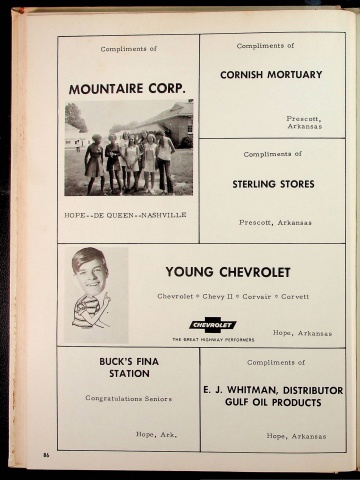 Compliments of
MOUNTAIRE CORP.
HOPE--DE QUEEN--NASHVILLE
Compliments of
CORNISH MORTUARY
Prescott,
Arkansas
Compliments of
STERLING STORES
Prescott, Arkansas
YOUNG CHEVROLET
Chevrolet * Chevy II * Corvair * Corvett
CHEVROLET
THE GREAT HIGHWAY PERFORMERS
Hope, Arkansas
BUCK'S FINA
STATION
Congratulations Seniors
Hope, Ark.
Compliments of
E. J. WHITMAN, DISTRIBUTOR
GULF OIL PRODUCTS
Hope, Arkansas
86